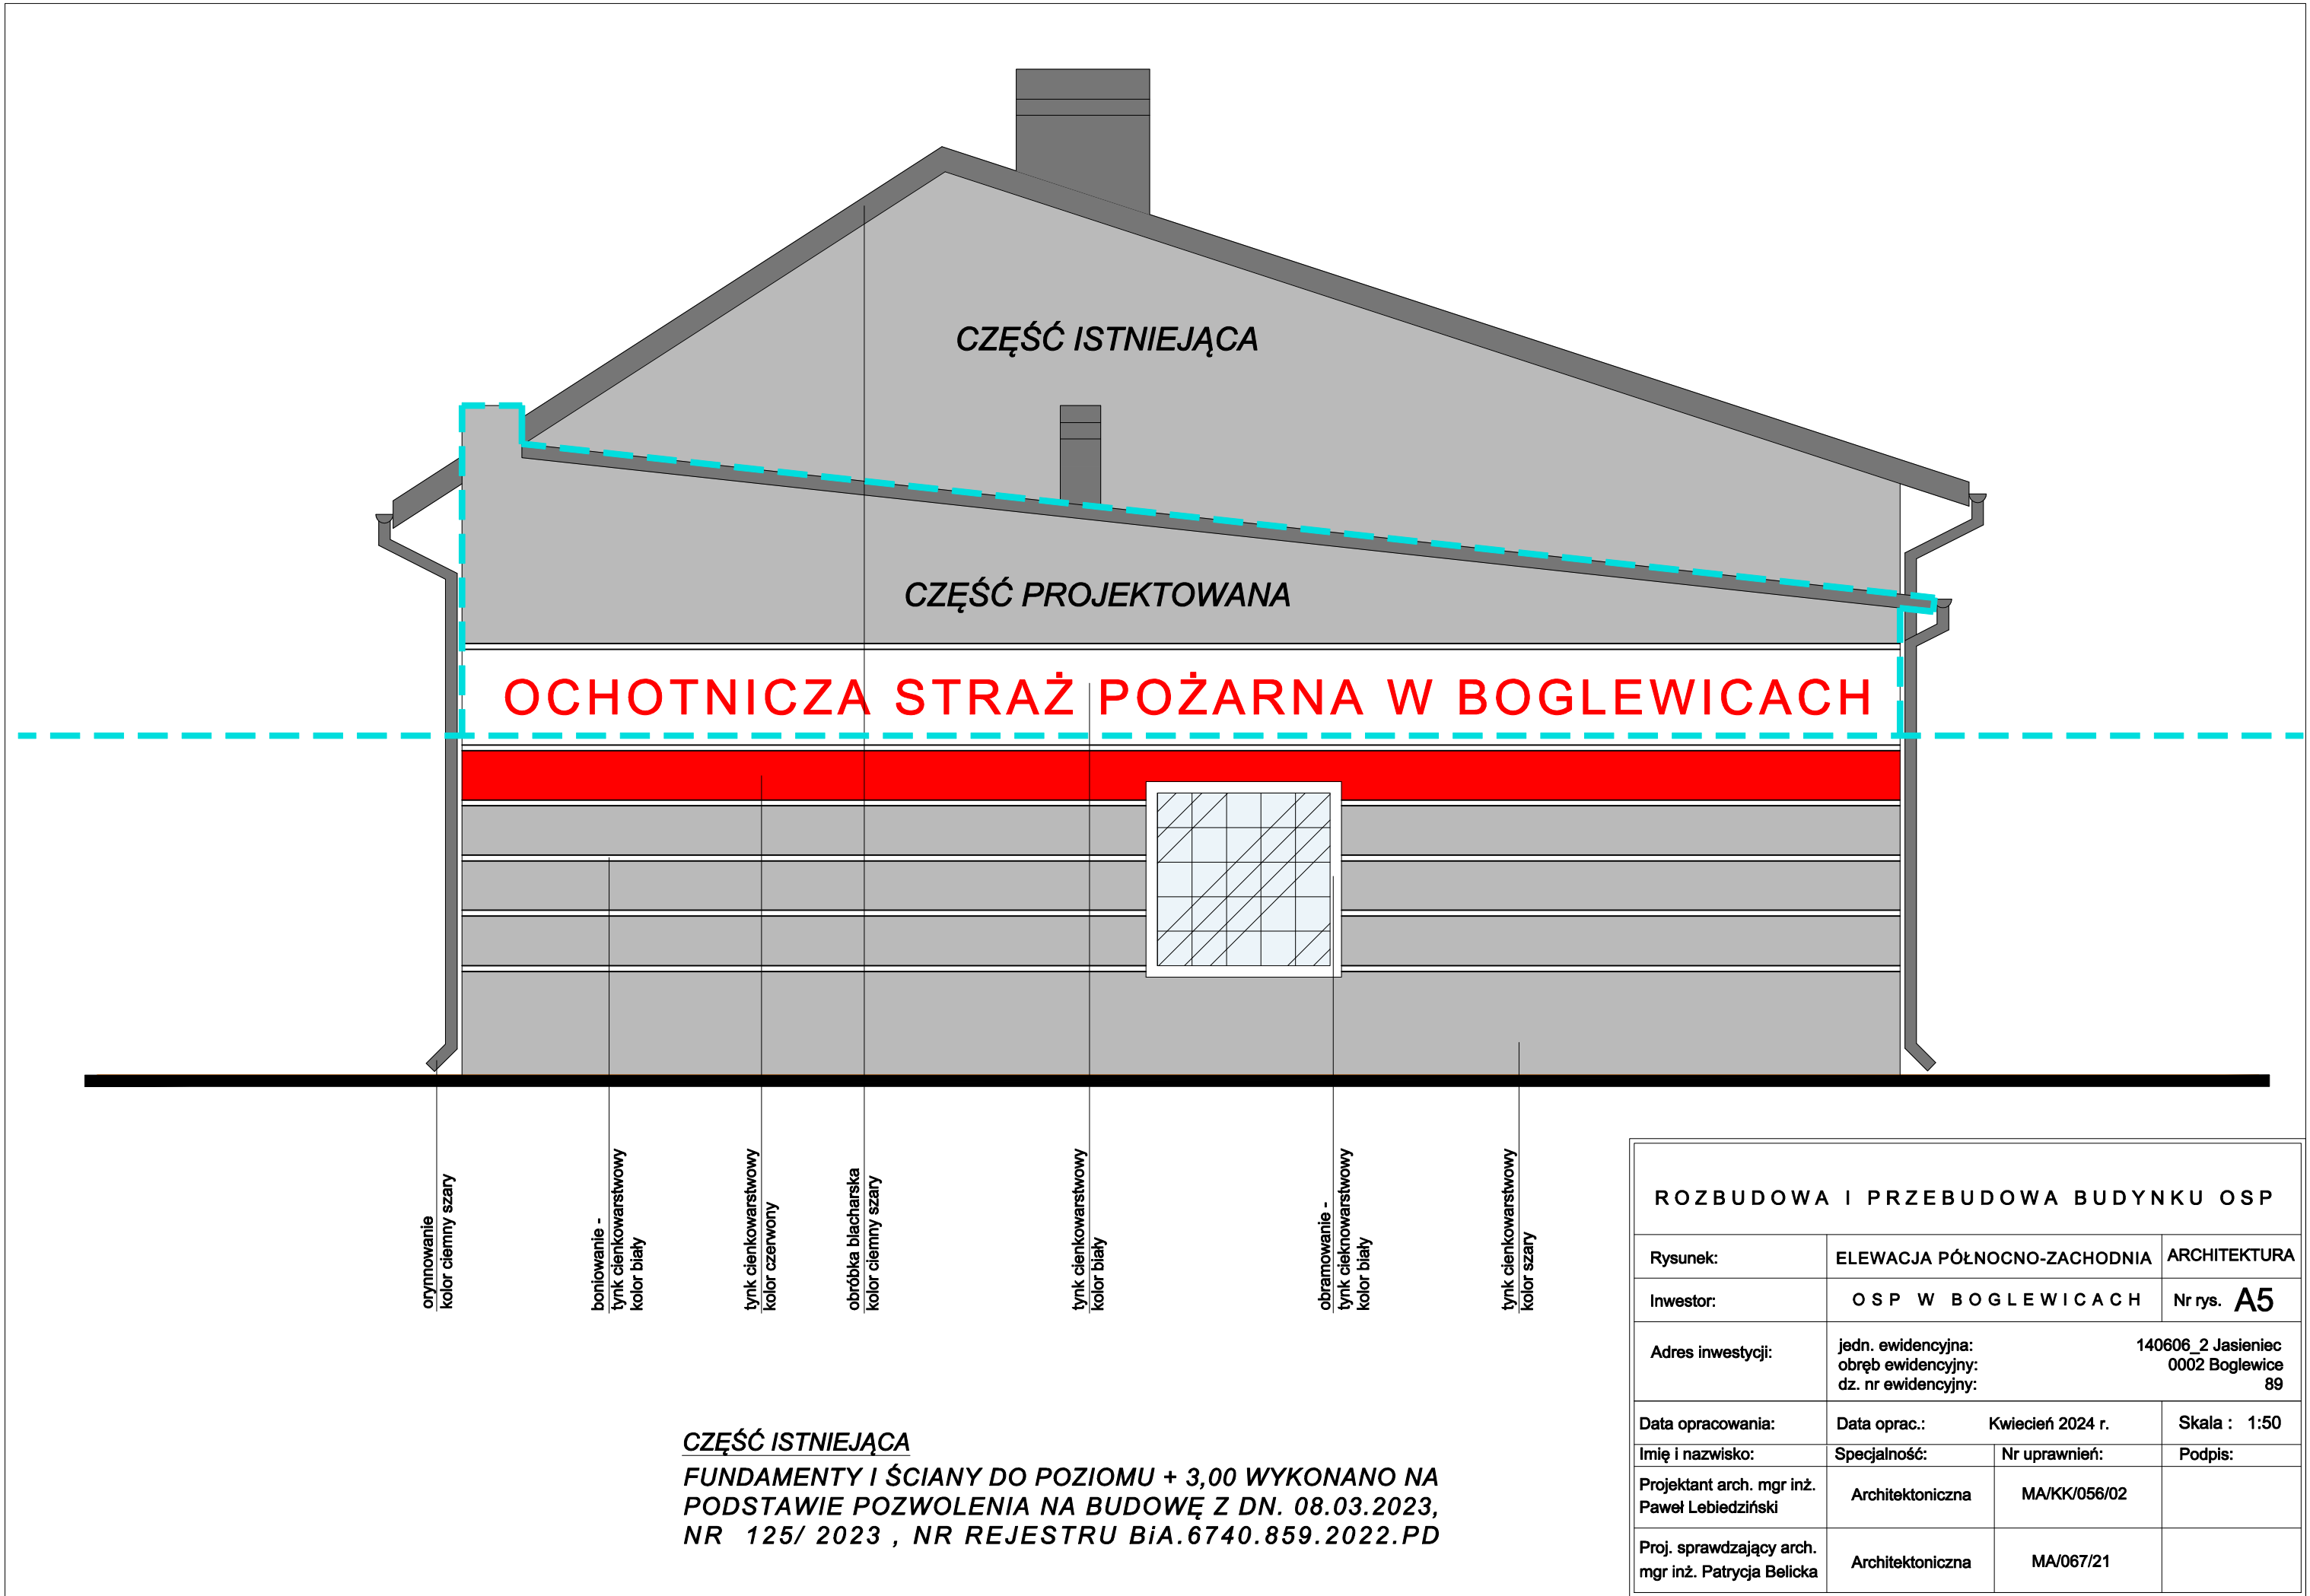 CZĘŚĆ ISTNIEJĄCA
CZĘŚĆ PROJEKTOWANA
OCHOTNICZA STRAŻ POŻARNA W BOGLEWICACH
orynnowanie
kolor ciemny szary
boniowanie -
tynk cienkowarstwowy
kolor biały
tynk cienkowarstwowy
kolor czerwony
obróbka blacharska
kolor ciemny szary
tynk cienkowarstwowy
kolor biały
obramowanie -
tynk cieknowarstwowy
kolor biały
tynk cienkowarstwowy
kolor szary
CZĘŚĆ ISTNIEJĄCA
FUNDAMENTY I ŚCIANY DO POZIOMU + 3,00 WYKONANO NA
PODSTAWIE POZWOLENIA NA BUDOWĘ Z DN. 08.03.2023,
NR 125/ 2023 , NR REJESTRU BiA.6740.859.2022.PD
ROZBUDOWA I PRZEBUDOWA BUDYNKU OSP
Rysunek: ELEWACJA PÓŁNOCNO-ZACHODNIA ARCHITEKTURA
Inwestor: OSP W BOGLEWICACH Nr rys. A5
Adres inwestycji:
jedn. ewidencyjna: 140606_2 Jasieniec
obręb ewidencyjny: 0002 Boglewice
dz. nr ewidencyjny: 89
Data opracowania: Data oprac.: Kwiecień 2024 r. Skala : 1:50
Imię i nazwisko: Specjalność: Nr uprawnień: Podpis:
Projektant arch. mgr inż.
Paweł Lebiedziński
Architektoniczna MA/KK/056/02
Proj. sprawdzający arch.
mgr inż. Patrycja Belicka
Architektoniczna MA/067/21